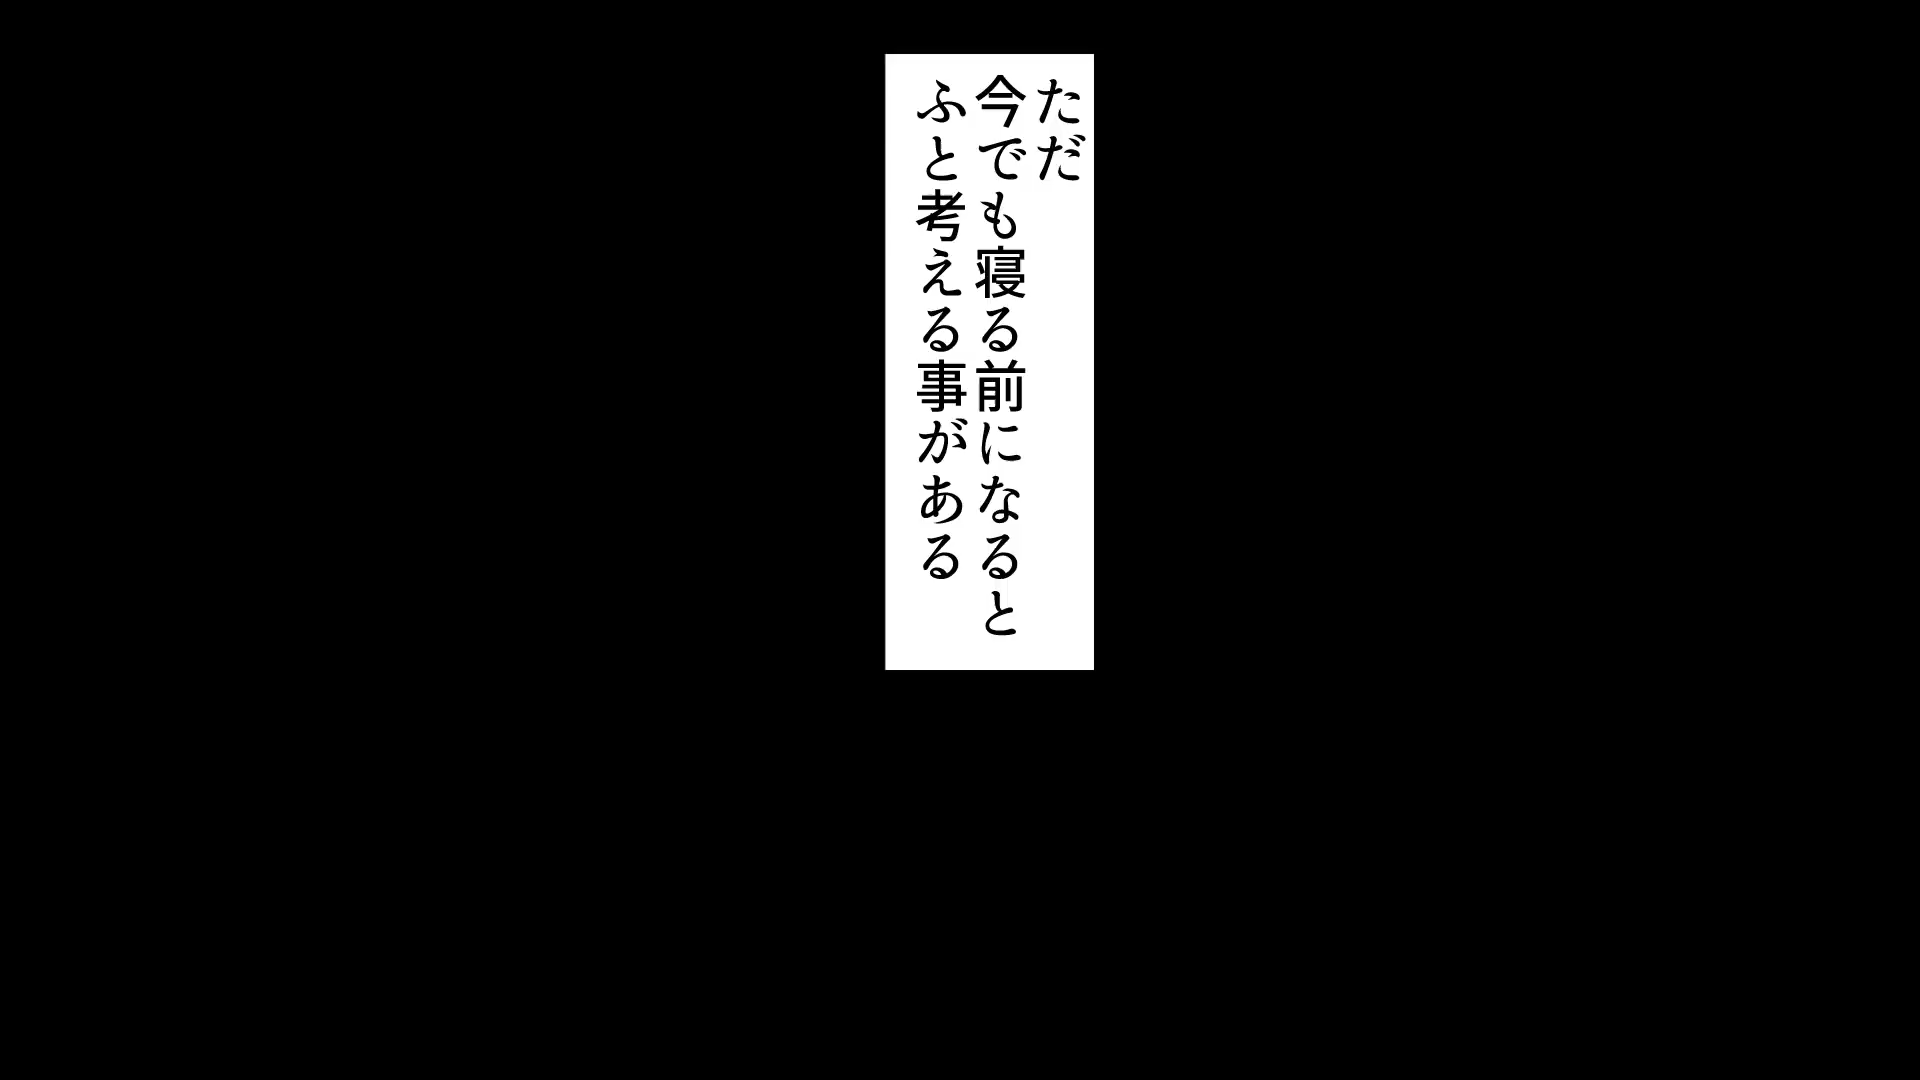 ただ
今でも寝る前になると
ふと考える事がある